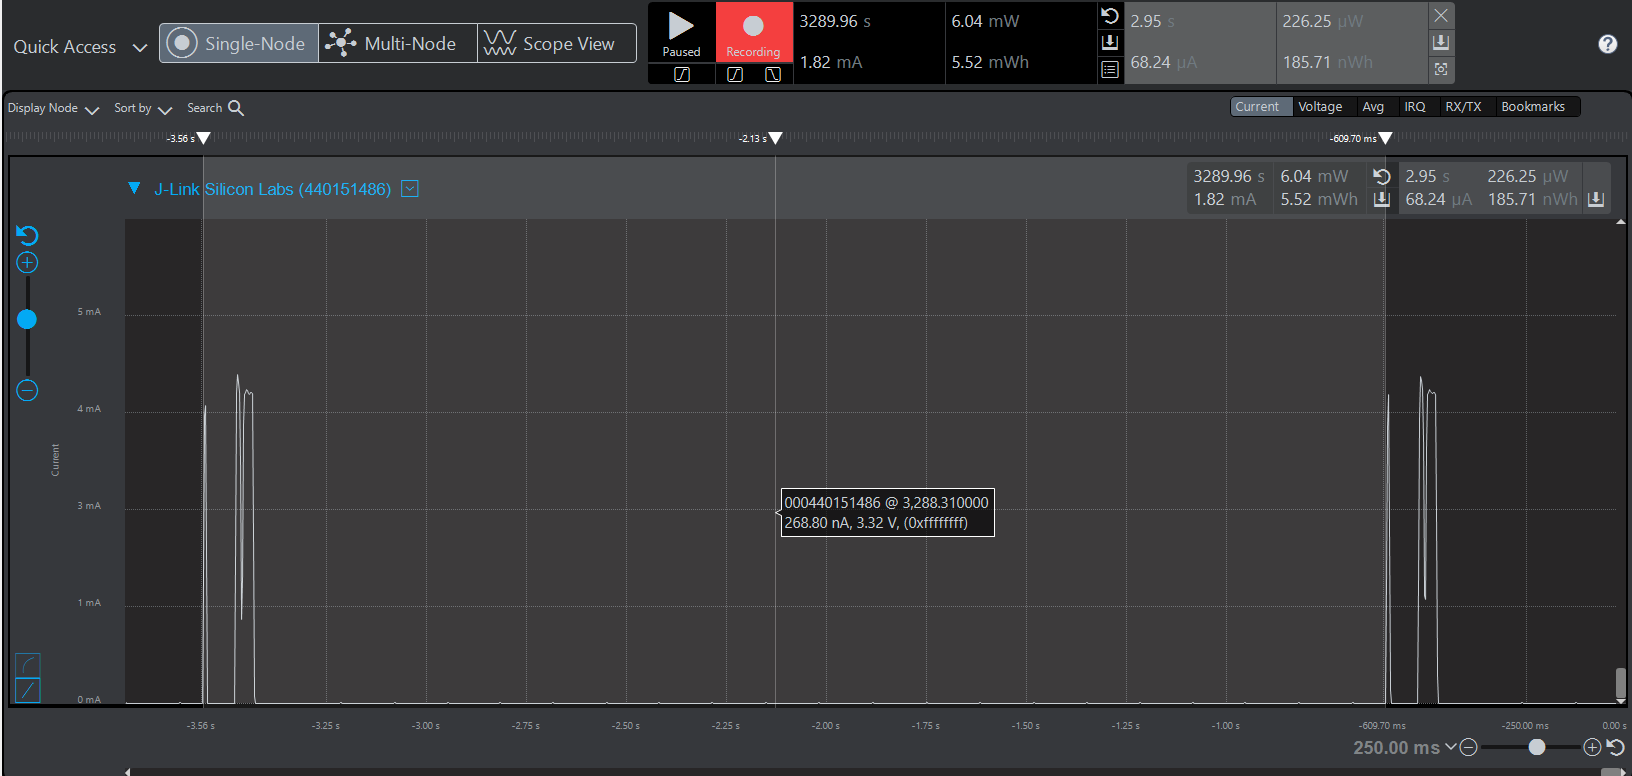 Quick Access
Single-Node
Multi-Node
Scope View
Paused
Recording
3289.96 s
6.04 mW
1.82 mA
5.52 mWh
2.95 s
226.25 µW
68.24 µA
185.71 nWh
Display Node
Sort by
Search
Current
Voltage
Avg
IRQ
RX/TX
Bookmarks
-3.56 s
-2.13 s
-609.70 ms
J-Link Silicon Labs (440151486)
3289.96 s 6.04 mW 2.95 s 226.25 µW
1.82 mA 5.52 mWh 68.24 µA 185.71 nWh
5 mA
4 mA
3 mA
1 mA
0 mA
Current
000440151486 @ 3,288.310000
268.80 nA, 3.32 V, (0xffffffff)
-3.56 s
-3.25 s
-3.00 s
-2.75 s
-2.50 s
-2.25 s
-2.00 s
-1.75 s
-1.50 s
-1.25 s
-1.00 s
-609.70 ms
-250.00 ms
0.00 s
250.00 ms